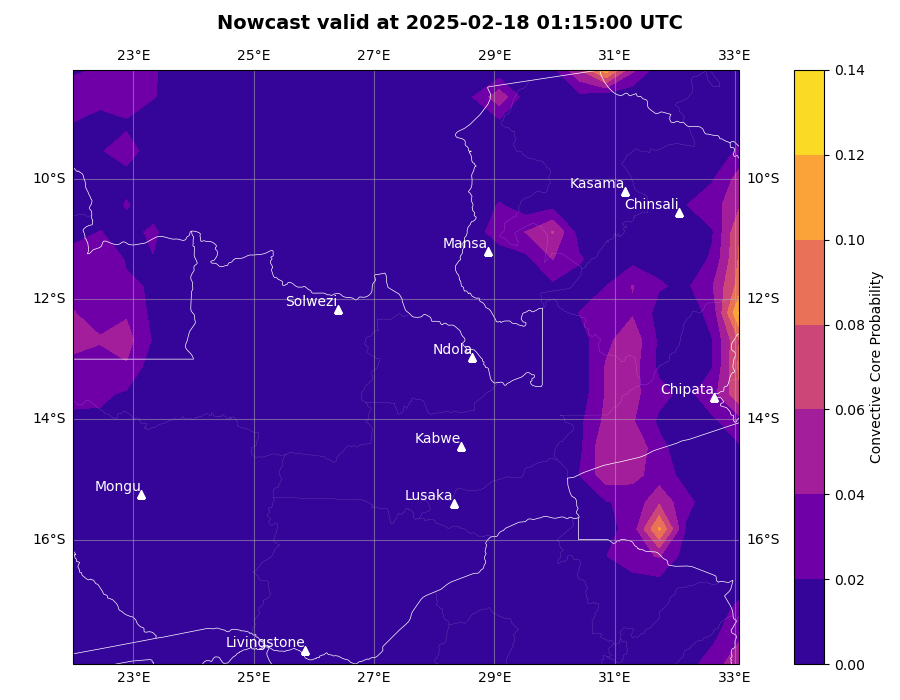 Nowcast valid at 2025-02-18 01:15:00 UTC
23°E 25°E 27°E 29°E 31°E 33°E
0.14
0.12
10°S Kasama 10°S
Chinsali
0.10
Mansa
12°S Solwezi 12°S
0.08
Ndola
Chipata
0.06
14°S 14°S
Kabwe
Mongu
Lusaka
0.04
16°S 16°S
0.02
Livingstone
0.00
23°E 25°E 27°E 29°E 31°E 33°E
Convective Core Probability